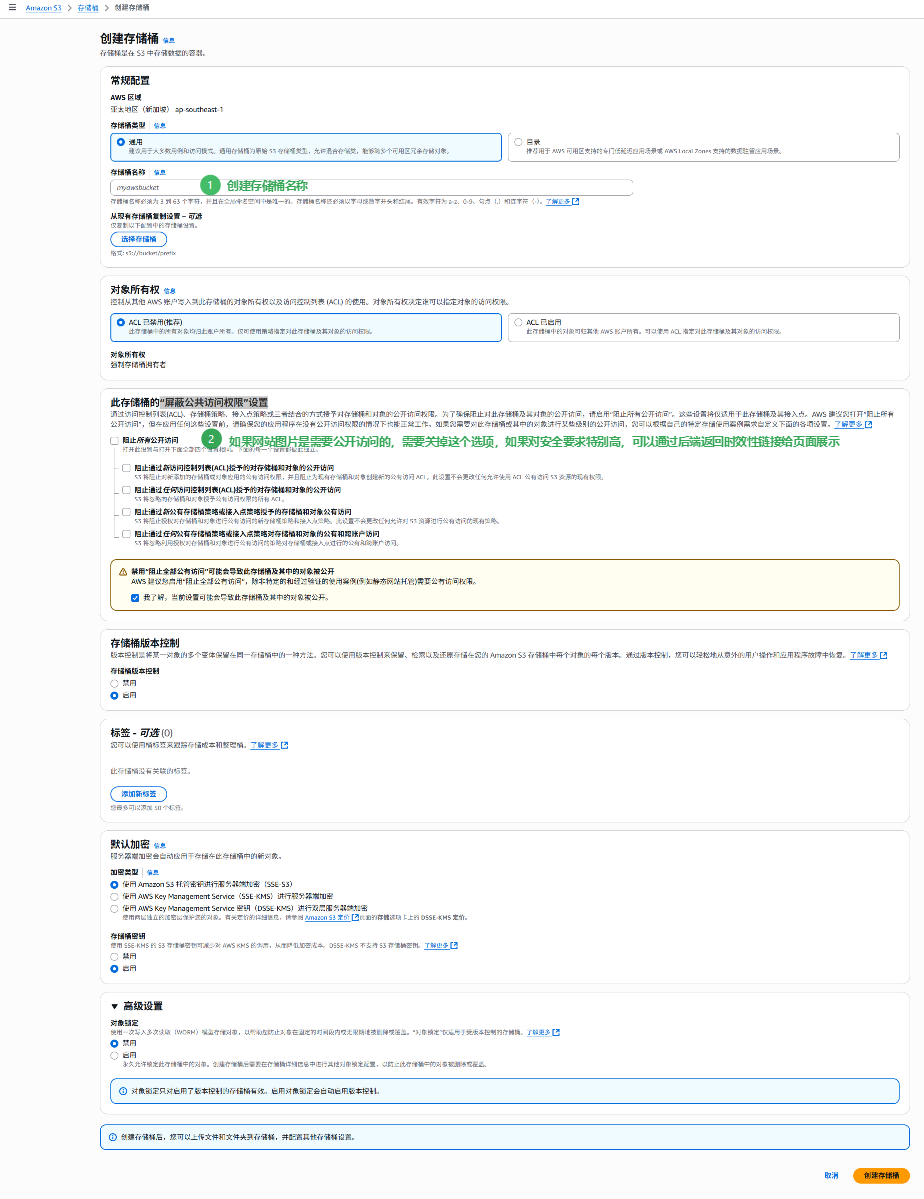 Amazon S3 > 存储桶 > 创建存储桶
创建存储桶 信息
存储桶是在 S3 中存储数据的容器。
常规配置
AWS 区域
亚太地区（新加坡） ap-southeast-1
存储桶类型 信息
通用
建议用于大多数用例和访问模式。通用存储桶为原始 S3 存储桶类型，允许混合存储类，能够跨多个可用区冗余存储对象。
目录
推荐用于 AWS 可用区支持的专门低延迟应用场景或 AWS Local Zones 支持的数据驻留应用场景。
存储桶名称 信息
myawsbucket
1 创建存储桶名称
存储桶名称必须为 3 到 63 个字符，并且在全局命名空间中是唯一的。存储桶名称还必须以字母或数字开头和结尾。有效字符为 a-z、0-9、句点（.）和连字符（-）。了解更多
从现有存储桶复制设置 – 可选
仅复制以下配置中的存储桶设置。
选择存储桶
格式: s3://bucket/prefix
对象所有权 信息
控制从其他 AWS 账户写入到此存储桶的对象所有权以及访问控制列表 (ACL) 的使用。对象所有权决定谁可以指定对象的访问权限。
ACL 已禁用(推荐)
此存储桶中的所有对象均归此账户所有。仅可使用策略指定对此存储桶及其对象的访问权限。
ACL 已启用
此存储桶中的对象可归其他 AWS 账户所有。可以使用 ACL 指定对此存储桶及其对象的访问权限。
对象所有权
强制存储桶拥有者
此存储桶的“屏蔽公共访问权限”设置
通过访问控制列表(ACL)、存储桶策略、接入点策略或三者结合的方式授予对存储桶和对象的公开访问权限。为了确保阻止对此存储桶及其对象的公开访问，请启用“阻止所有公开访问”。这些设置将仅适用于此存储桶及其接入点。AWS 建议您打开“阻止所有
公开访问”，但在应用任何这些设置前，请确保您的应用程序在没有公开访问权限的情况下也能正常工作。如果您需要对此存储桶或其中的对象进行某些级别的公开访问，您可以根据自己的特定存储使用案例需求自定义下面的各项设置。了解更多
阻止所有公开访问
2 如果网站图片是需要公开访问的，需要关掉这个选项，如果对安全要求特别高，可以通过后端返回时效性链接给页面展示
阻止通过新访问控制列表(ACL)授予的对存储桶和对象的公开访问
S3 将阻止对新添加的存储桶或对象应用的公有访问权限，并且阻止为现有存储桶和对象创建新的公有访问 ACL。此设置不会更改任何允许使用 ACL 公有访问 S3 资源的现有权限。
阻止通过任何访问控制列表(ACL)授予的对存储桶和对象的公开访问
S3 将忽略向存储桶和对象授予公有访问权限的所有 ACL。
阻止通过新公有存储桶策略或接入点策略授予的存储桶和对象公有访问
S3 将阻止授权对存储桶和对象进行公有访问的新存储桶策略和接入点策略。此设置不会更改任何允许对 S3 资源进行公有访问的现有策略。
阻止通过任何公有存储桶策略或接入点策略对存储桶和对象的公有和跨账户访问
S3 将忽略利用授权对存储桶和对象进行公有访问的策略对存储桶或接入点进行的公有和跨账户访问。
禁用“阻止全部公有访问”可能会导致此存储桶及其中的对象被公开
AWS 建议您启用“阻止全部公有访问”，除非特定的和经过验证的使用案例(例如静态网站托管)需要公有访问权限。
我了解，当前设置可能会导致此存储桶及其中的对象被公开。
存储桶版本控制
版本控制是将某一对象的多个变体保留在同一存储桶中的一种方法。您可以使用版本控制来保留、检索以及还原存储在您的 Amazon S3 存储桶中每个对象的每个版本。通过版本控制，您可以轻松地从意外的用户操作和应用程序故障中恢复。了解更多
存储桶版本控制
禁用
启用
标签 - 可选 (0)
您可以使用桶标签来跟踪存储成本和整理桶。了解更多
此存储桶没有关联的标签。
添加新标签
您最多可以添加 50 个标签。
默认加密 信息
服务器端加密会自动应用于存储在此存储桶中的新对象。
加密类型 信息
使用 Amazon S3 托管密钥进行服务器端加密（SSE-S3）
使用 AWS Key Management Service（SSE-KMS）进行服务器端加密
使用 AWS Key Management Service 密钥（DSSE-KMS）进行双层服务器端加密
使用两层独立的加密层保护您的对象。有关定价的详细信息，请参阅 Amazon S3 定价页面的存储选项卡上的 DSSE-KMS 定价。
存储桶密钥
使用 SSE-KMS 的 S3 存储桶密钥可减少对 AWS KMS 的调用，从而降低加密成本。DSSE-KMS 不支持 S3 存储桶密钥。了解更多
禁用
启用
高级设置
对象锁定
使用一次写入多次读取（WORM）模型存储对象，以帮助您防止对象在固定的时间段内或无限期地被删除或覆盖。“对象锁定”仅适用于受版本控制的存储桶。了解更多
禁用
启用
永久允许锁定此存储桶中的对象。创建存储桶后需要在存储桶详细信息中进行其他对象锁定配置，以防止此存储桶中的对象被删除或覆盖。
对象锁定只对启用了版本控制的存储桶有效。启用对象锁定会自动启用版本控制。
创建存储桶后，您可以上传文件和文件夹到存储桶，并配置其他存储桶设置。
取消 创建存储桶